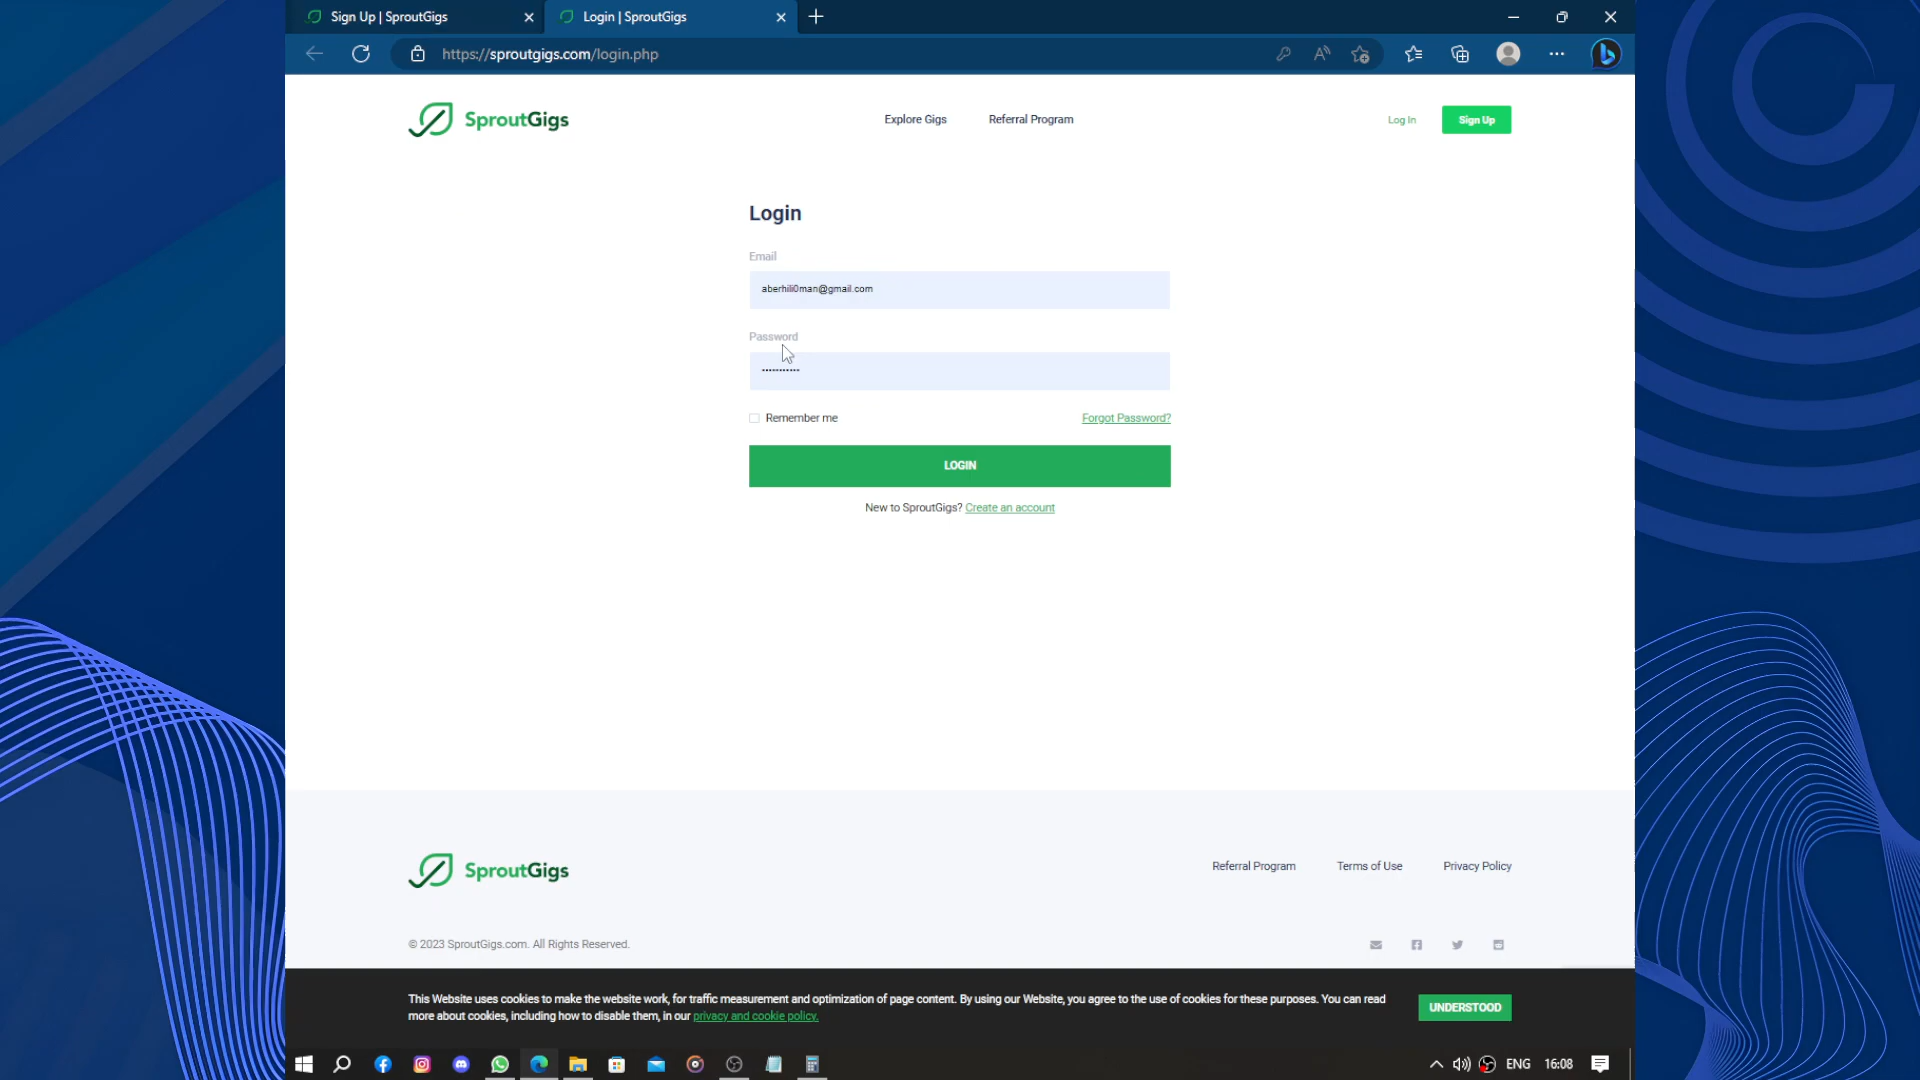 Sign Up | SproutGigs
Login | SproutGigs
https://sproutgigs.com/login.php
SproutGigs
Explore Gigs
Referral Program
Log In
Sign Up
Login
Email
aberhili0man@gmail.com
Password
•••••••••••
Remember me
Forgot Password?
LOGIN
New to SproutGigs? Create an account
SproutGigs
Referral Program
Terms of Use
Privacy Policy
© 2023 SproutGigs.com. All Rights Reserved.
This Website uses cookies to make the website work, for traffic measurement and optimization of page content. By using our Website, you agree to the use of cookies for these purposes. You can read
more about cookies, including how to disable them, in our privacy and cookie policy.
UNDERSTOOD
ENG
16:08